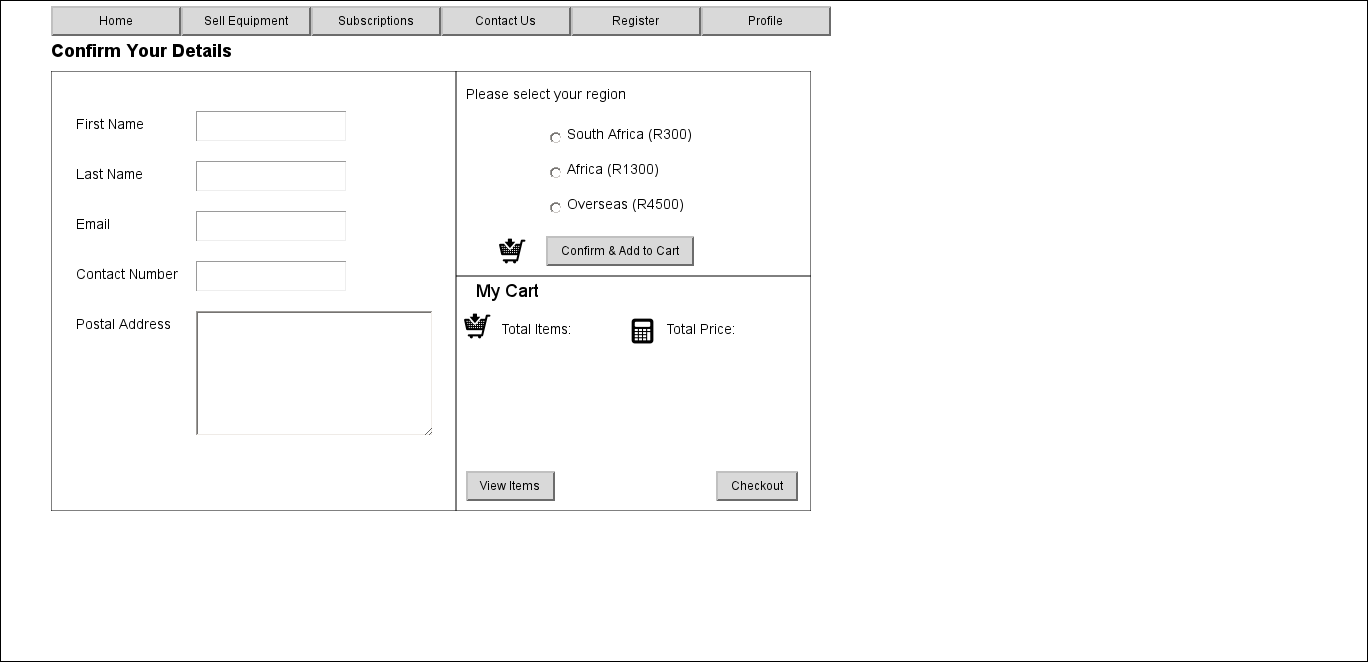 Home Sell Equipment Subscriptions Contact Us Register Profile
Confirm Your Details
First Name
Last Name
Email
Contact Number
Postal Address
Please select your region
South Africa (R300)
Africa (R1300)
Overseas (R4500)
Confirm & Add to Cart
My Cart
Total Items: Total Price:
View Items Checkout